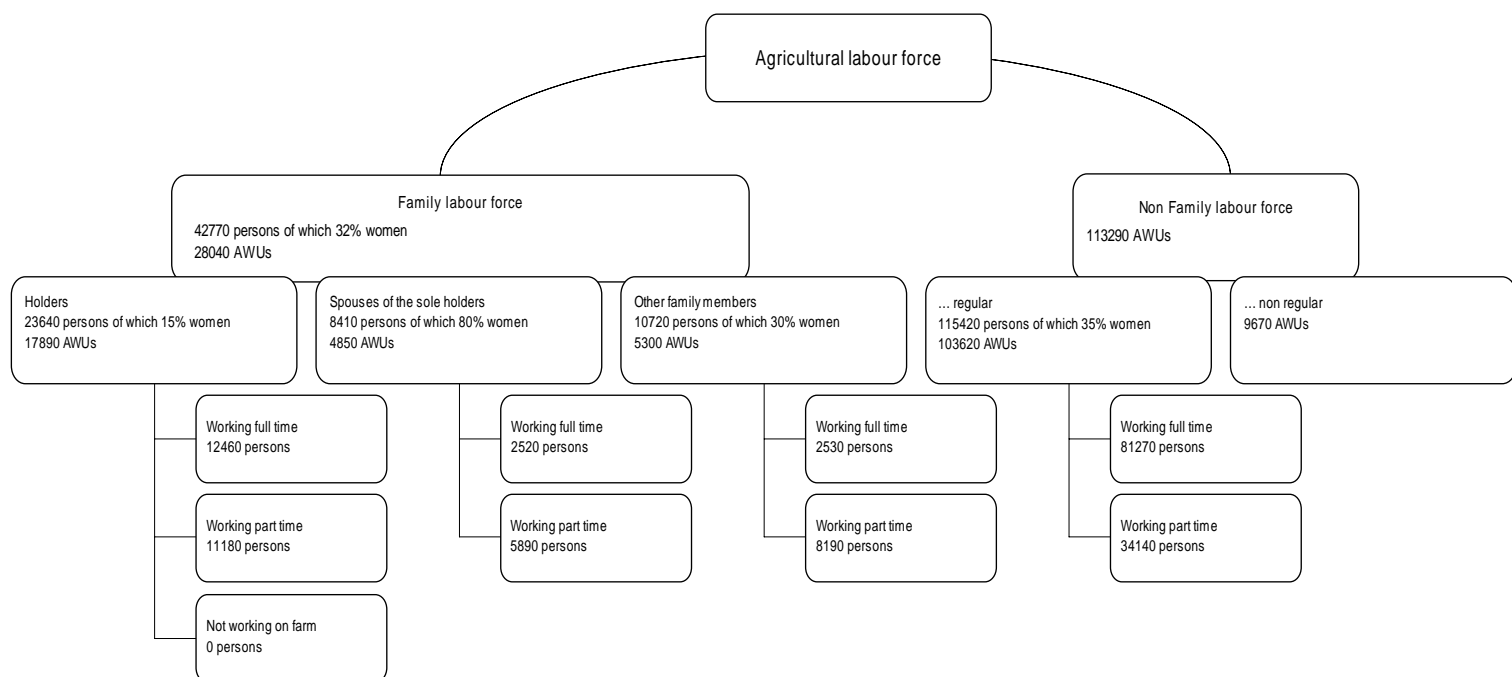 Agricultural labour force
Family labour force
42770 persons of which 32% women
28040 AWUs
Non Family labour force
113290 AWUs
Holders
23640 persons of which 15% women
17890 AWUs
Spouses of the sole holders
8410 persons of which 80% women
4850 AWUs
Other family members
10720 persons of which 30% women
5300 AWUs
... regular
115420 persons of which 35% women
103620 AWUs
... non regular
9670 AWUs
Working full time
12460 persons
Working full time
2520 persons
Working full time
2530 persons
Working full time
81270 persons
Working part time
11180 persons
Working part time
5890 persons
Working part time
8190 persons
Working part time
34140 persons
Not working on farm
0 persons